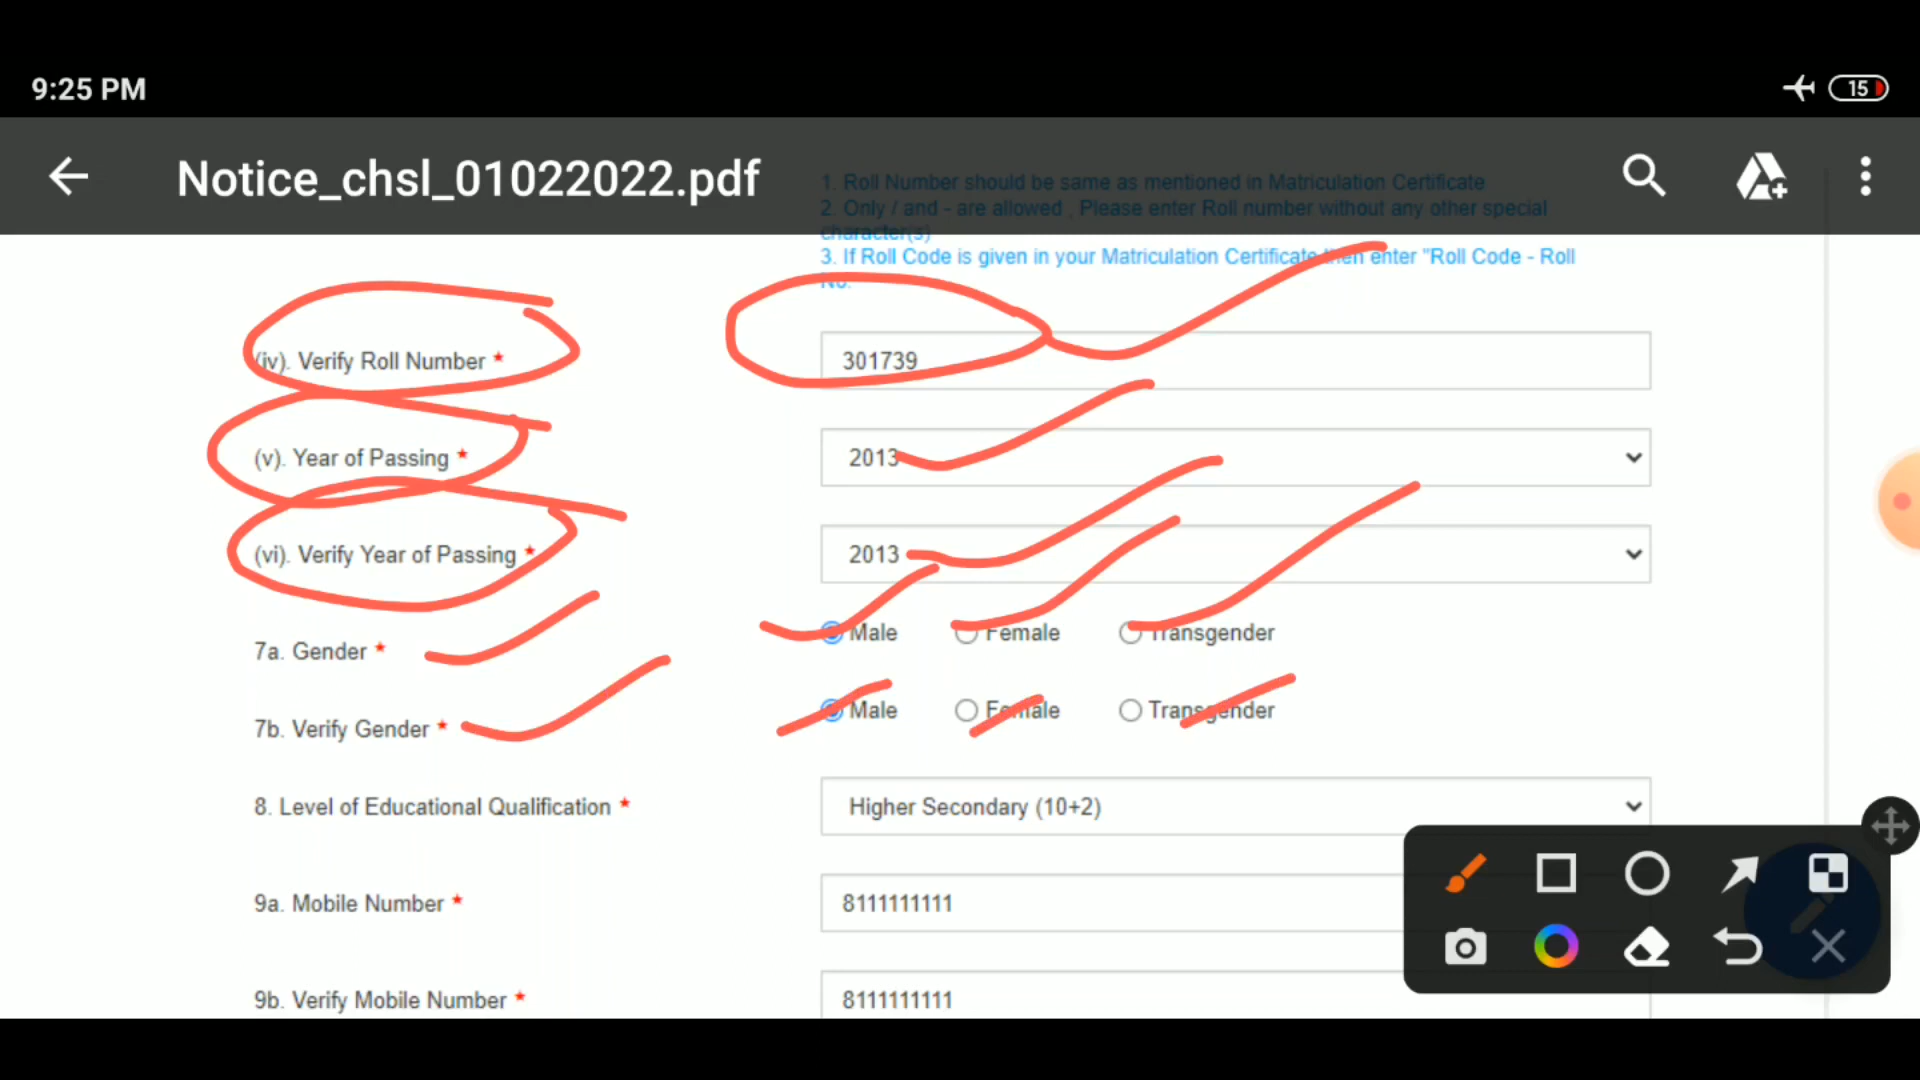 9:25 PM
15
Notice_chsl_01022022.pdf
1. Roll Number should be same as mentioned in Matriculation Certificate
2. Only / and - are allowed , Please enter Roll number without any other special
character(s)
3. If Roll Code is given in your Matriculation Certificate then enter "Roll Code - Roll
No.
(iv). Verify Roll Number *
301739
(v). Year of Passing *
2013
(vi). Verify Year of Passing *
2013
7a. Gender *
Male Female Transgender
7b. Verify Gender *
Male Female Transgender
8. Level of Educational Qualification *
Higher Secondary (10+2)
9a. Mobile Number *
8111111111
9b. Verify Mobile Number *
8111111111